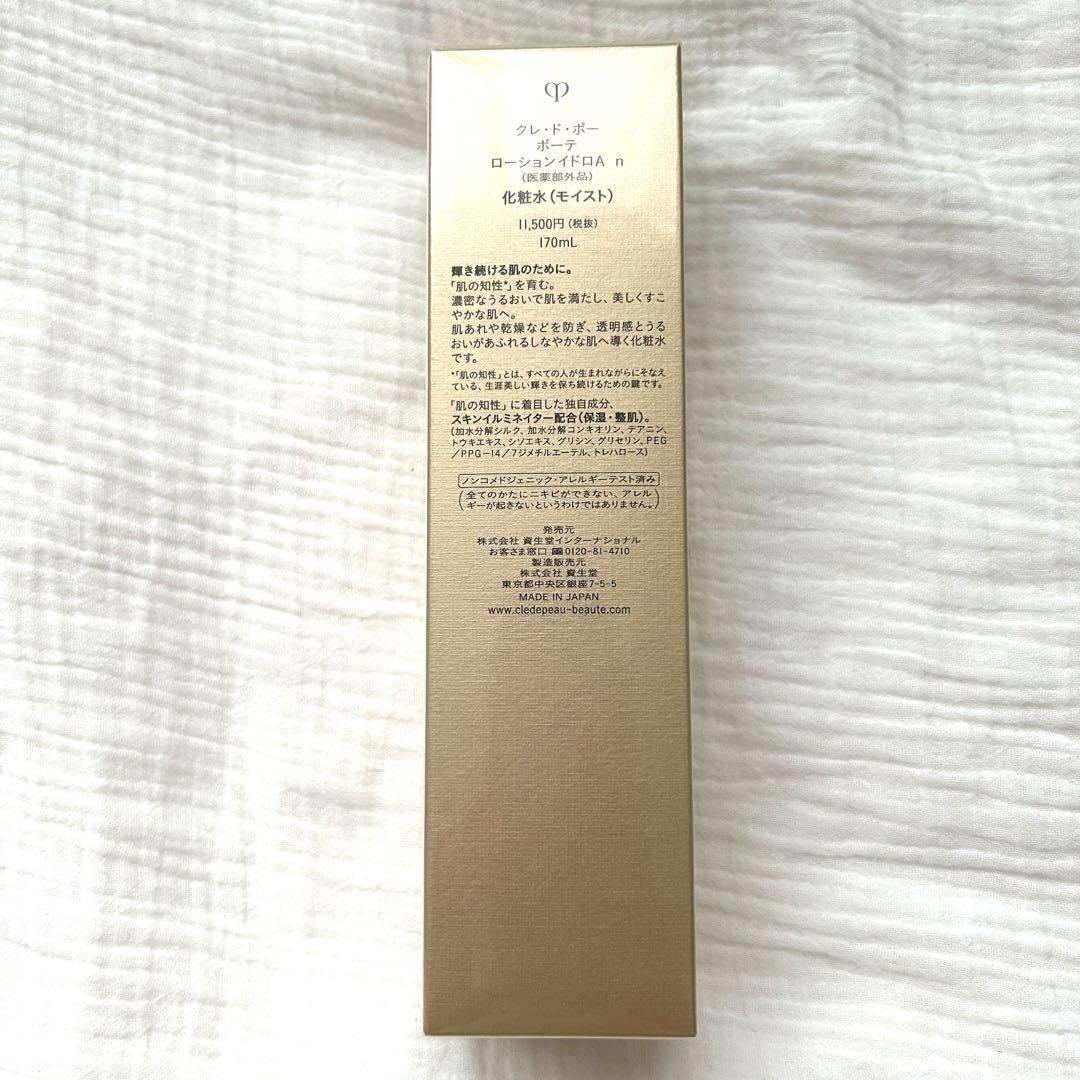 クレ・ド・ポー
ボーテ
ローションイドロA n
(医薬部外品)
化粧水(モイスト)
11,500円(税抜)
170mL
輝き続ける肌のために。
「肌の知性*」を育む。
濃密なうるおいで肌を満たし、美しくすこ
やかな肌へ。
肌あれや乾燥などを防ぎ、透明感とうる
おいがあふれるしなやかな肌へ導く化粧水
です。
*「肌の知性」とは、すべての人が生まれながらにそなえ
ている、生涯美しい輝きを保ち続けるための鍵です。
「肌の知性」に着目した独自成分、
スキンイルミネイター配合(保湿・整肌)。
(加水分解シルク、加水分解コンキオリン、テアニン、
トウキエキス、シソエキス、グリシン、グリセリン、PEG
/PPG-14/7ジメチルエーテル、トレハロース)
ノンコメドジェニック・アレルギーテスト済み
(全てのかたにニキビができない、アレル
ギーが起きないというわけではありません。)
発売元
株式会社 資生堂インターナショナル
お客さま窓口 0120-81-4710
製造販売元
株式会社 資生堂
東京都中央区銀座7-5-5
MADE IN JAPAN
www.cledepeau-beaute.com